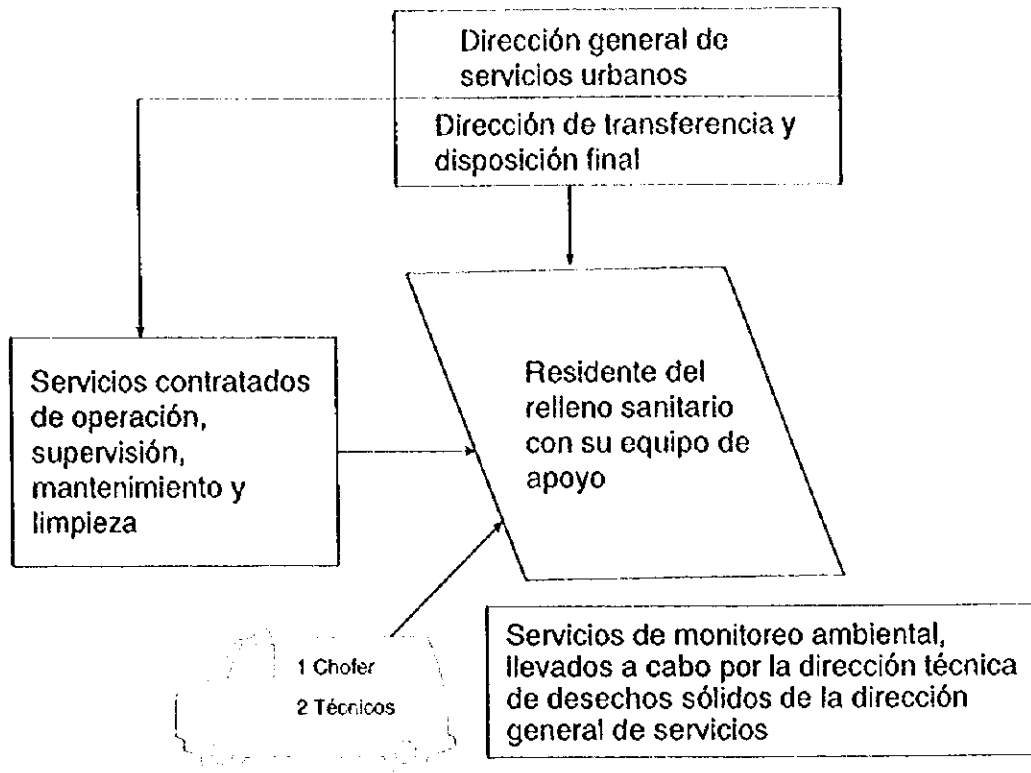 Dirección general de
servicios urbanos
Dirección de transferencia y
disposición final
Servicios contratados
de operación,
supervisión,
mantenimiento y
limpieza
Residente del
relleno sanitario
con su equipo de
apoyo
1 Chofer
2 Técnicos
Servicios de monitoreo ambiental,
llevados a cabo por la dirección técnica
de desechos sólidos de la dirección
general de servicios